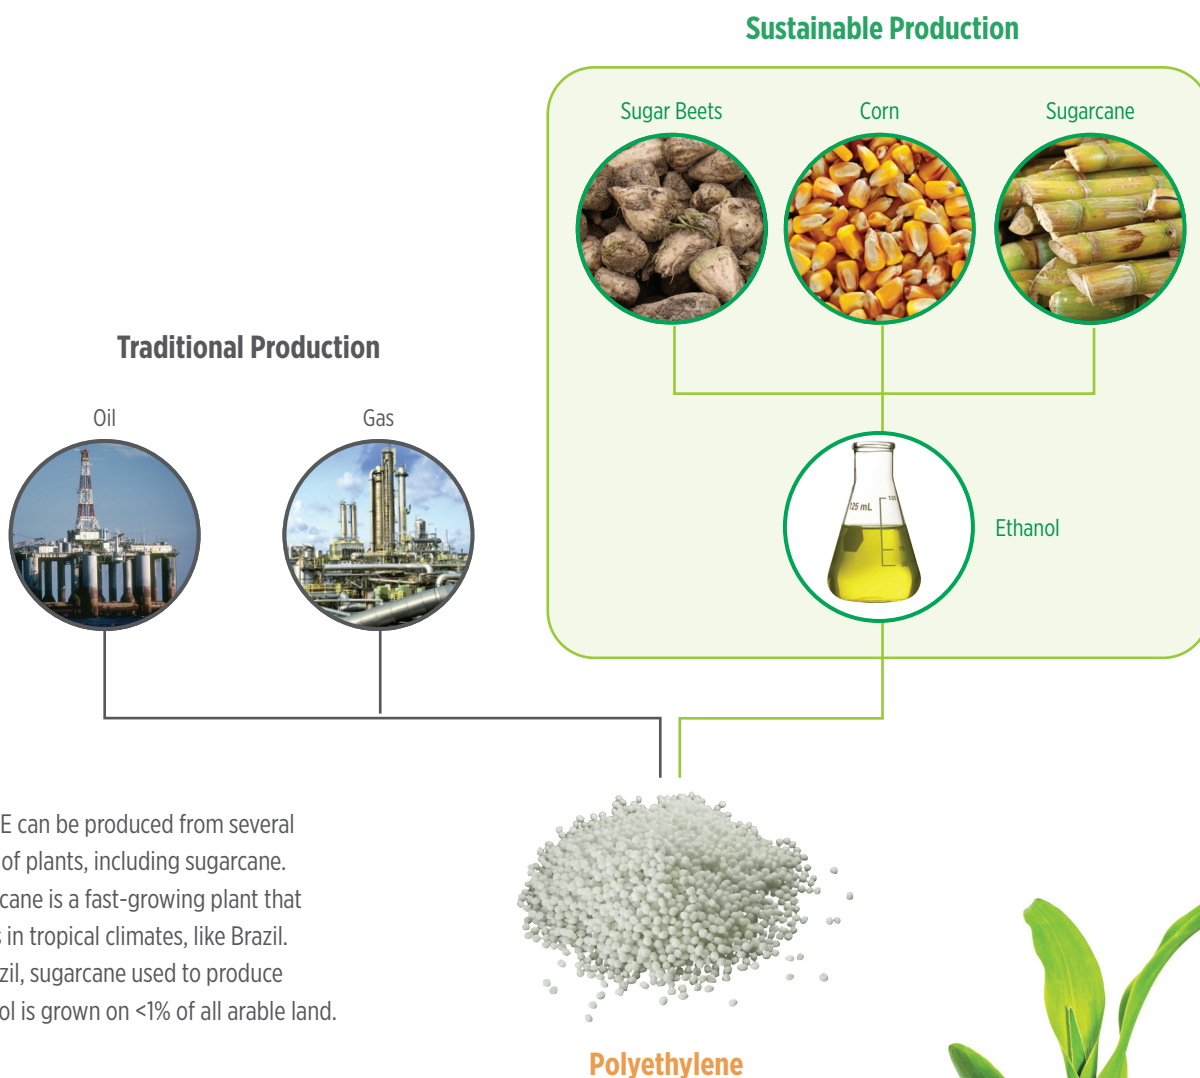 Sustainable Production
Sugar Beets
Corn
Sugarcane
Traditional Production
Oil
Gas
125 mL
Ethanol
E can be produced from several
of plants, including sugarcane.
cane is a fast-growing plant that
in tropical climates, like Brazil.
sugarcane used to produce
is grown on <1% of all arable land.
Polyethylene